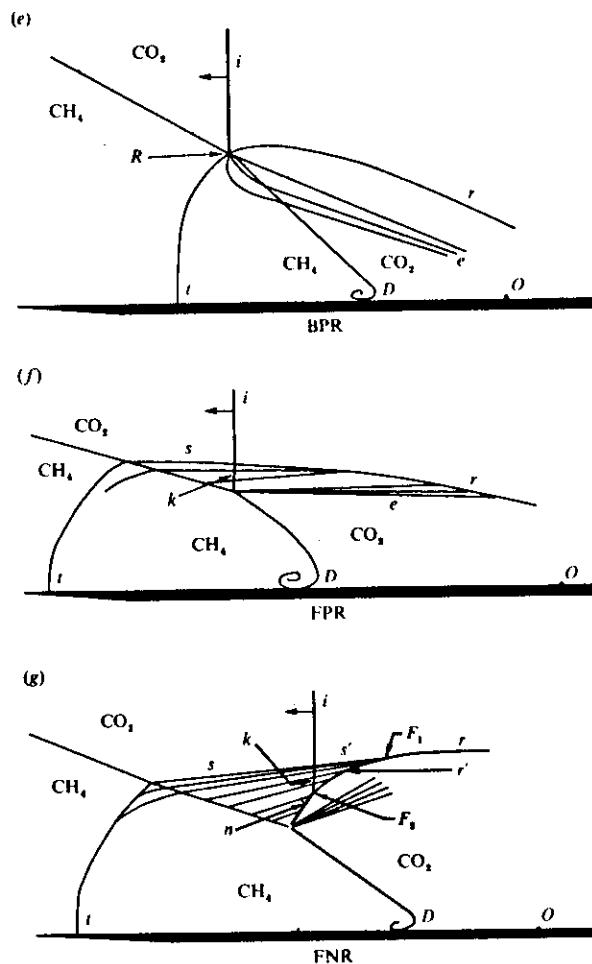 (e)
CO₂
i
CH₄
R
r
CH₄
CO₂
e
t
D
O
BPR
(f)
i
CO₂
s
CH₄
k
r
e
CO₂
CH₄
t
D
O
FPR
(g)
i
CO₂
k
F₁
s
s'
r
CH₄
r'
n
F₂
CO₂
CH₄
t
D
O
FNR